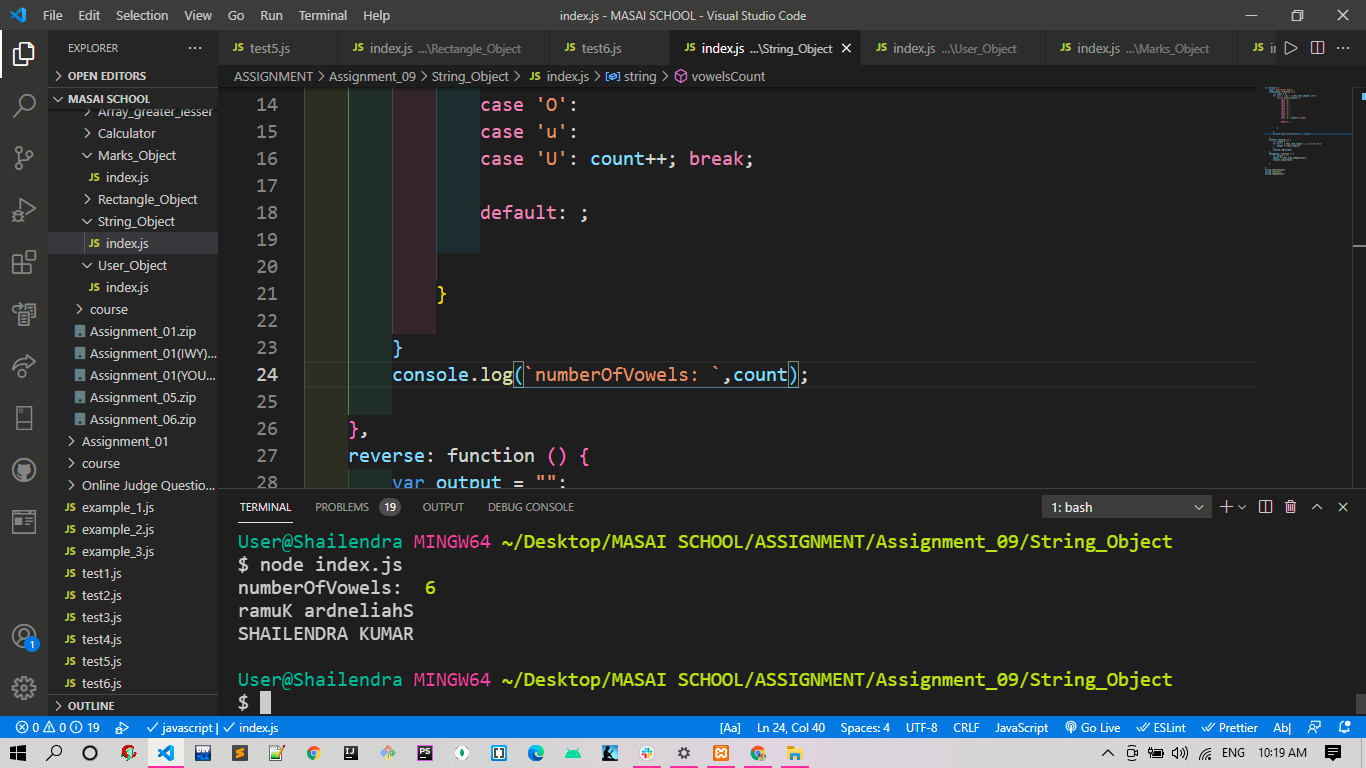 File Edit Selection View Go Run Terminal Help index.js - MASAI SCHOOL - Visual Studio Code
EXPLORER ···
test5.js
JS index.js ...\Rectangle_Object
JS test6.js
JS index.js ...\String_Object
JS index.js ...\User_Object
JS index.js ...\Marks_Object
JS
OPEN EDITORS
MASAI SCHOOL
Array_greater_lesser
Calculator
Marks_Object
JS index.js
Rectangle_Object
String_Object
JS index.js
User_Object
JS index.js
course
Assignment_01.zip
Assignment_01(IWY)...
Assignment_01(YOU...
Assignment_05.zip
Assignment_06.zip
Assignment_01
course
Online Judge Questio...
JS example_1.js
JS example_2.js
JS example_3.js
JS test1.js
JS test2.js
JS test3.js
JS test4.js
JS test5.js
JS test6.js
OUTLINE
1
ASSIGNMENT > Assignment_09 > String_Object > JS index.js > string > vowelsCount
14 case 'O':
15 case 'u':
16 case 'U': count++; break;
17
18 default: ;
19
20
21 }
22
23 }
24 console.log(`numberOfVowels: `,count);
25
26 },
27 reverse: function () {
28 var output = "";
TERMINAL PROBLEMS 19 OUTPUT DEBUG CONSOLE 1: bash
User@Shailendra MINGW64 ~/Desktop/MASAI SCHOOL/ASSIGNMENT/Assignment_09/String_Object
$ node index.js
numberOfVowels:  6
ramuK ardneliahS
SHAILENDRA KUMAR
User@Shailendra MINGW64 ~/Desktop/MASAI SCHOOL/ASSIGNMENT/Assignment_09/String_Object
$
0 0 19 javascript | index.js [Aa] Ln 24, Col 40 Spaces: 4 UTF-8 CRLF JavaScript Go Live ESLint Prettier Ab|
ENG 10:19 AM